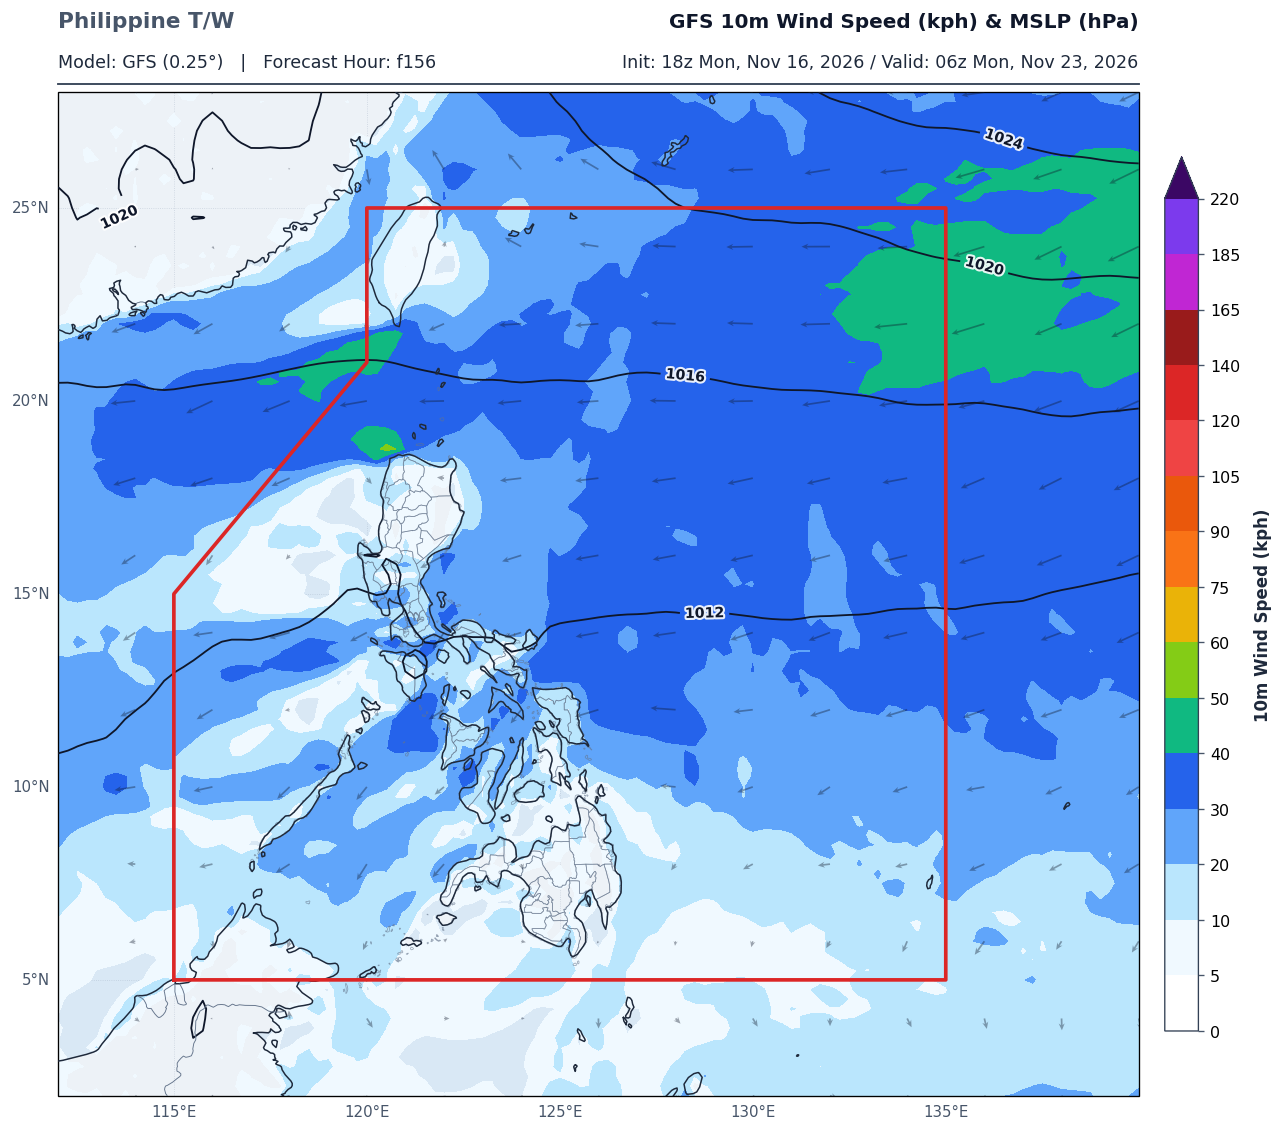 Philippine T/W
GFS 10m Wind Speed (kph) & MSLP (hPa)
Model: GFS (0.25°)   |   Forecast Hour: f156
Init: 18z Mon, Nov 16, 2026 / Valid: 06z Mon, Nov 23, 2026
1024
1020
1020
1016
1012
25°N
20°N
15°N
10°N
5°N
115°E
120°E
125°E
130°E
135°E
220
185
165
140
120
105
90
75
60
50
40
30
20
10
5
0
10m Wind Speed (kph)